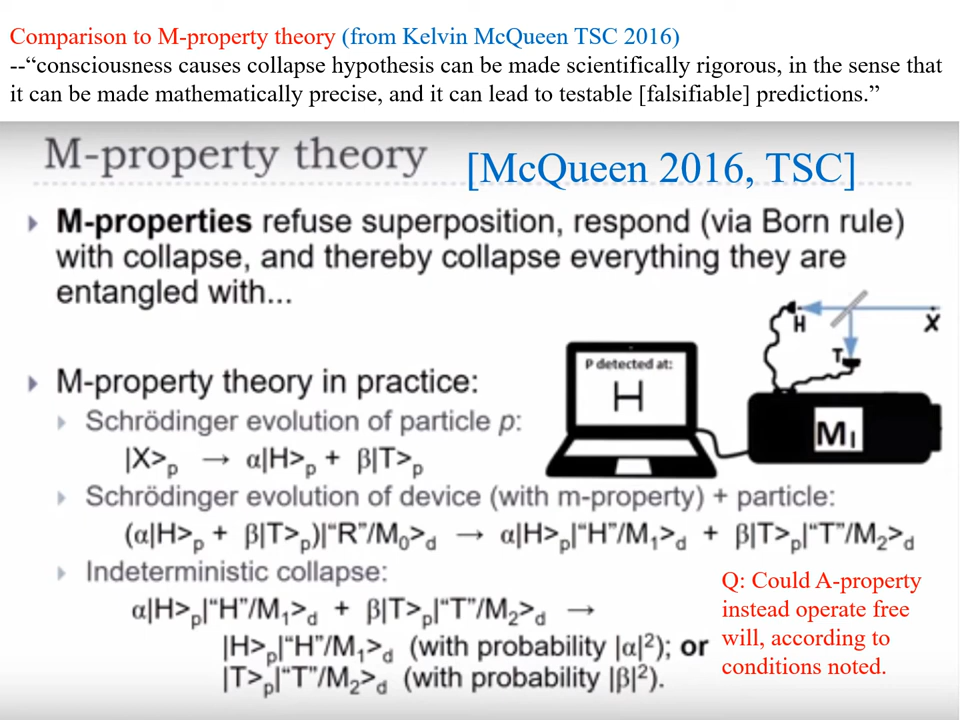 Comparison to M-property theory (from Kelvin McQueen TSC 2016)
--“consciousness causes collapse hypothesis can be made scientifically rigorous, in the sense that
it can be made mathematically precise, and it can lead to testable [falsifiable] predictions.”
M-property theory [McQueen 2016, TSC]
M-properties refuse superposition, respond (via Born rule)
with collapse, and thereby collapse everything they are
entangled with...
H
X
T
P detected at:
H
M₁
M-property theory in practice:
Schrödinger evolution of particle p:
|X>ₚ → α|H>ₚ + β|T>ₚ
Schrödinger evolution of device (with m-property) + particle:
(α|H>ₚ + β|T>ₚ)|“R”/M₀>d → α|H>ₚ|“H”/M₁>d + β|T>ₚ|“T”/M₂>d
Indeterministic collapse:
α|H>ₚ|“H”/M₁>d + β|T>ₚ|“T”/M₂>d →
|H>ₚ|“H”/M₁>d (with probability |α|²); or
|T>ₚ|“T”/M₂>d (with probability |β|²).
Q: Could A-property
instead operate free
will, according to
conditions noted.